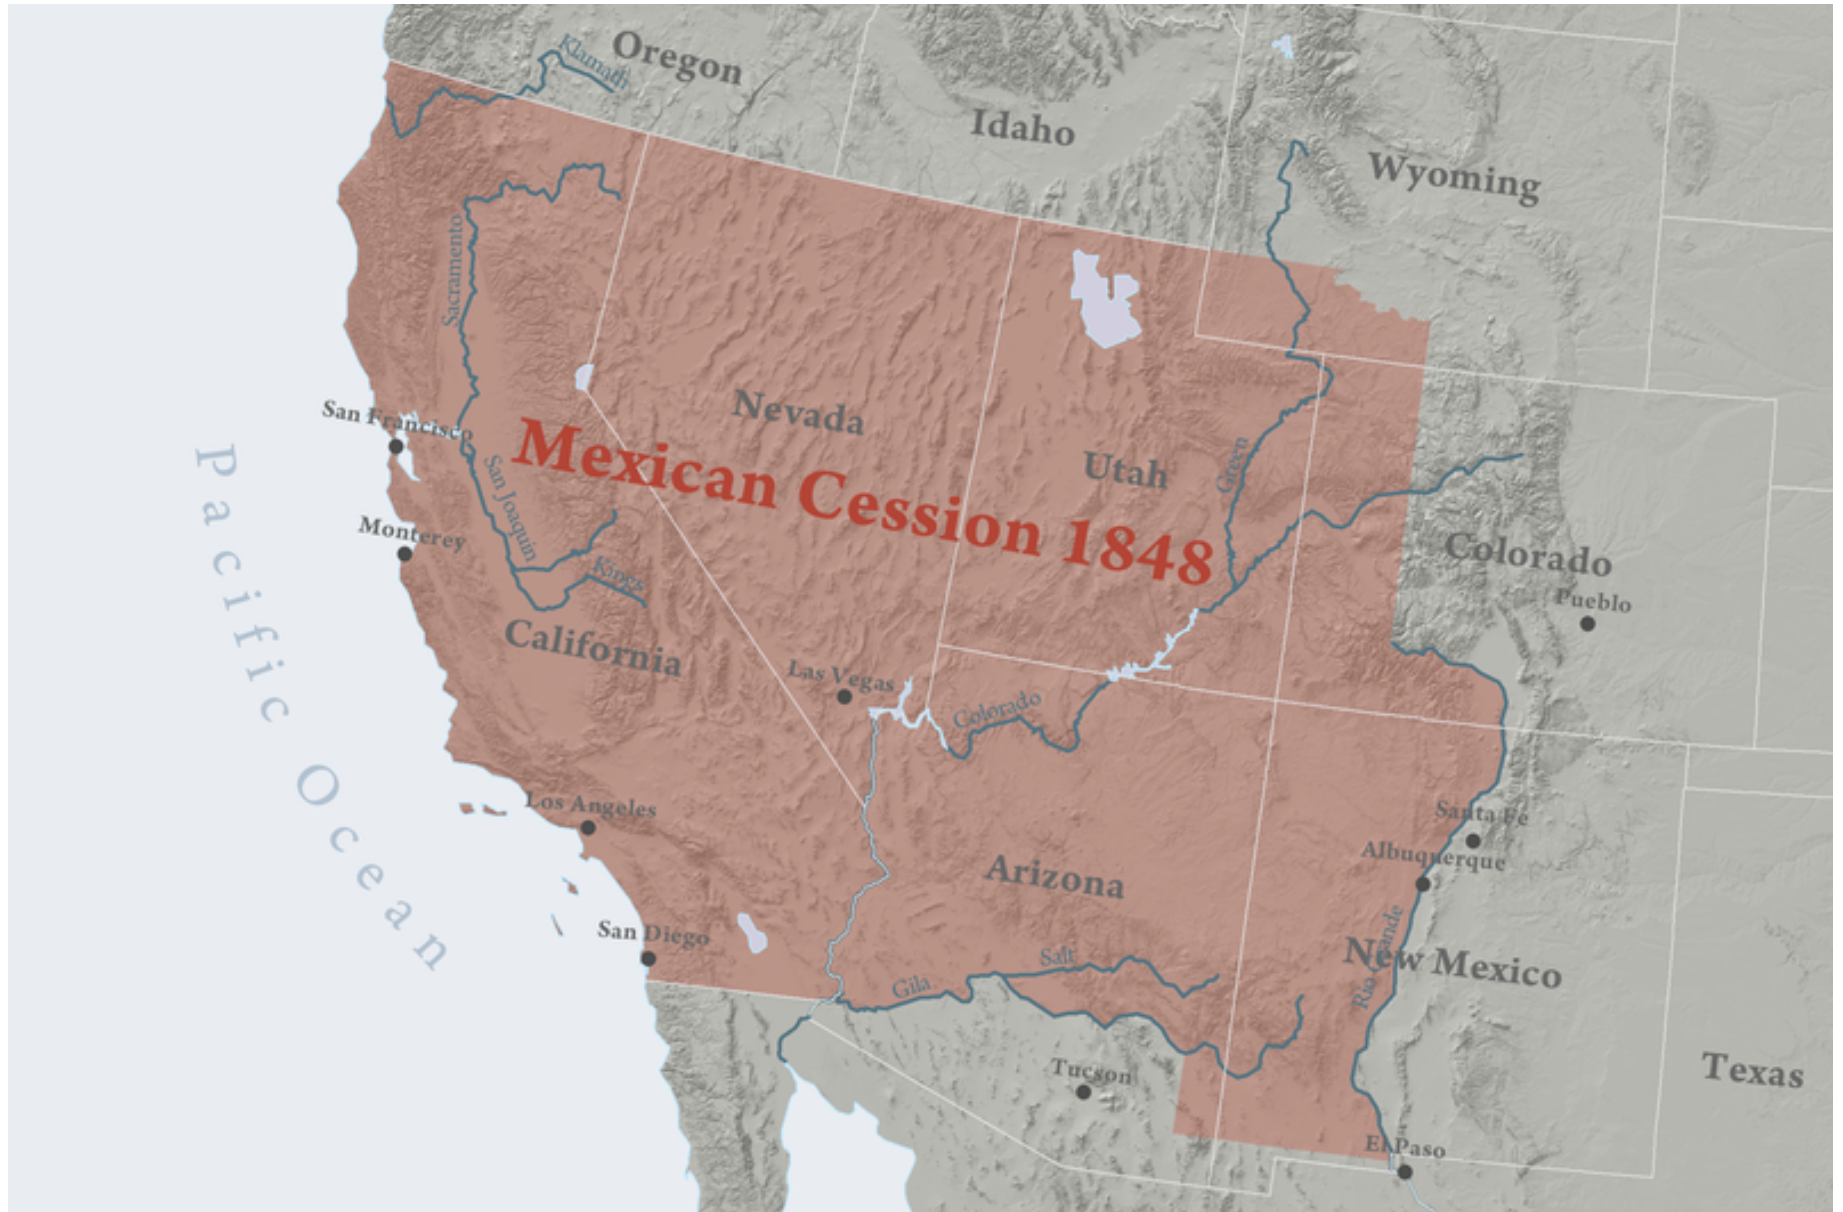 Klamath
Oregon
Idaho
Wyoming
Sacramento
Nevada
San Francisco
Mexican Cession 1848
Utah
Green
San Joaquin
Monterey
Kings
Colorado
Pueblo
California
Las Vegas
Colorado
Pacific Ocean
Los Angeles
Santa Fe
Albuquerque
Arizona
San Diego
Salt
Gila
Rio Grande
New Mexico
Tucson
Texas
El Paso